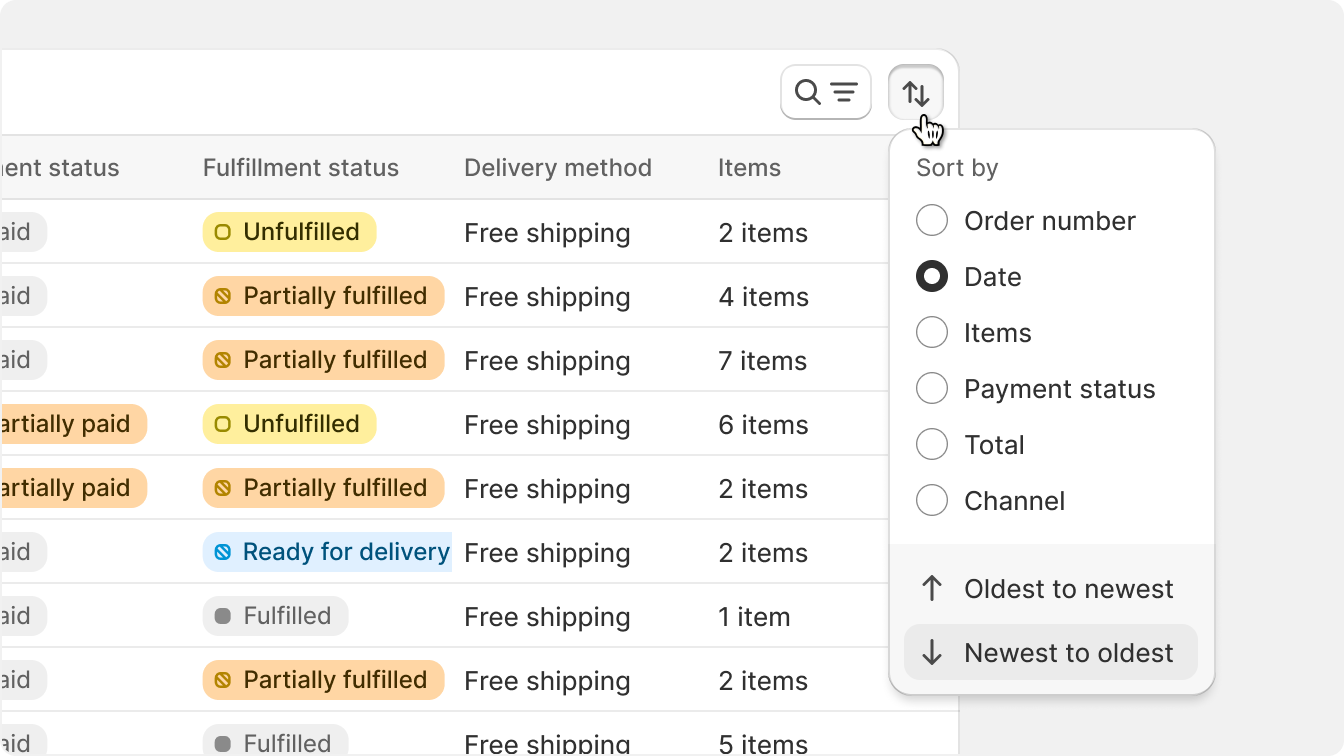 ent status Fulfillment status Delivery method Items
aid Unfulfilled Free shipping 2 items
aid Partially fulfilled Free shipping 4 items
aid Partially fulfilled Free shipping 7 items
artially paid Unfulfilled Free shipping 6 items
artially paid Partially fulfilled Free shipping 2 items
aid Ready for delivery Free shipping 2 items
aid Fulfilled Free shipping 1 item
aid Partially fulfilled Free shipping 2 items
aid Fulfilled Free shipping 5 items
Sort by
Order number
Date
Items
Payment status
Total
Channel
Oldest to newest
Newest to oldest